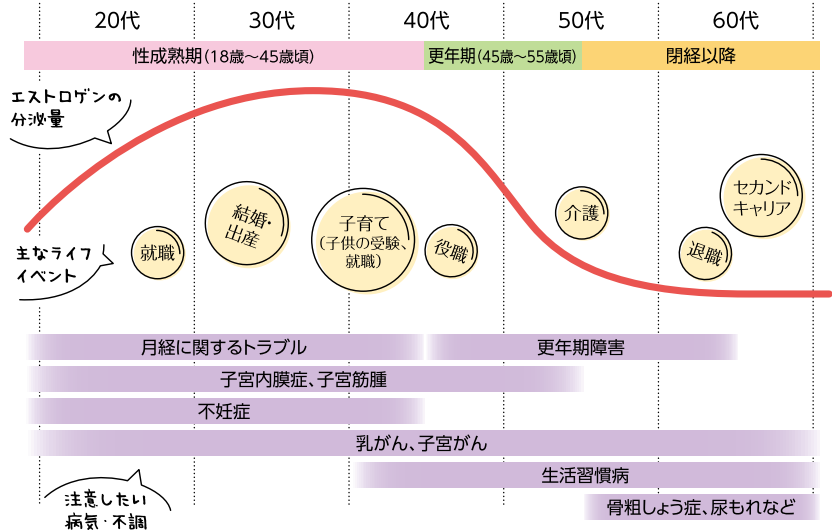 20代 30代 40代 50代 60代
性成熟期(18歳～45歳頃) 更年期(45歳～55歳頃) 閉経以降
エストロゲンの
分泌量
主なライフ
イベント
就職
結婚・
出産
子育て
(子供の受験、
就職)
役職
介護
退職
セカンド
キャリア
月経に関するトラブル 更年期障害
子宮内膜症、子宮筋腫
不妊症
乳がん、子宮がん
生活習慣病
骨粗しょう症、尿もれなど
注意したい
病気・不調